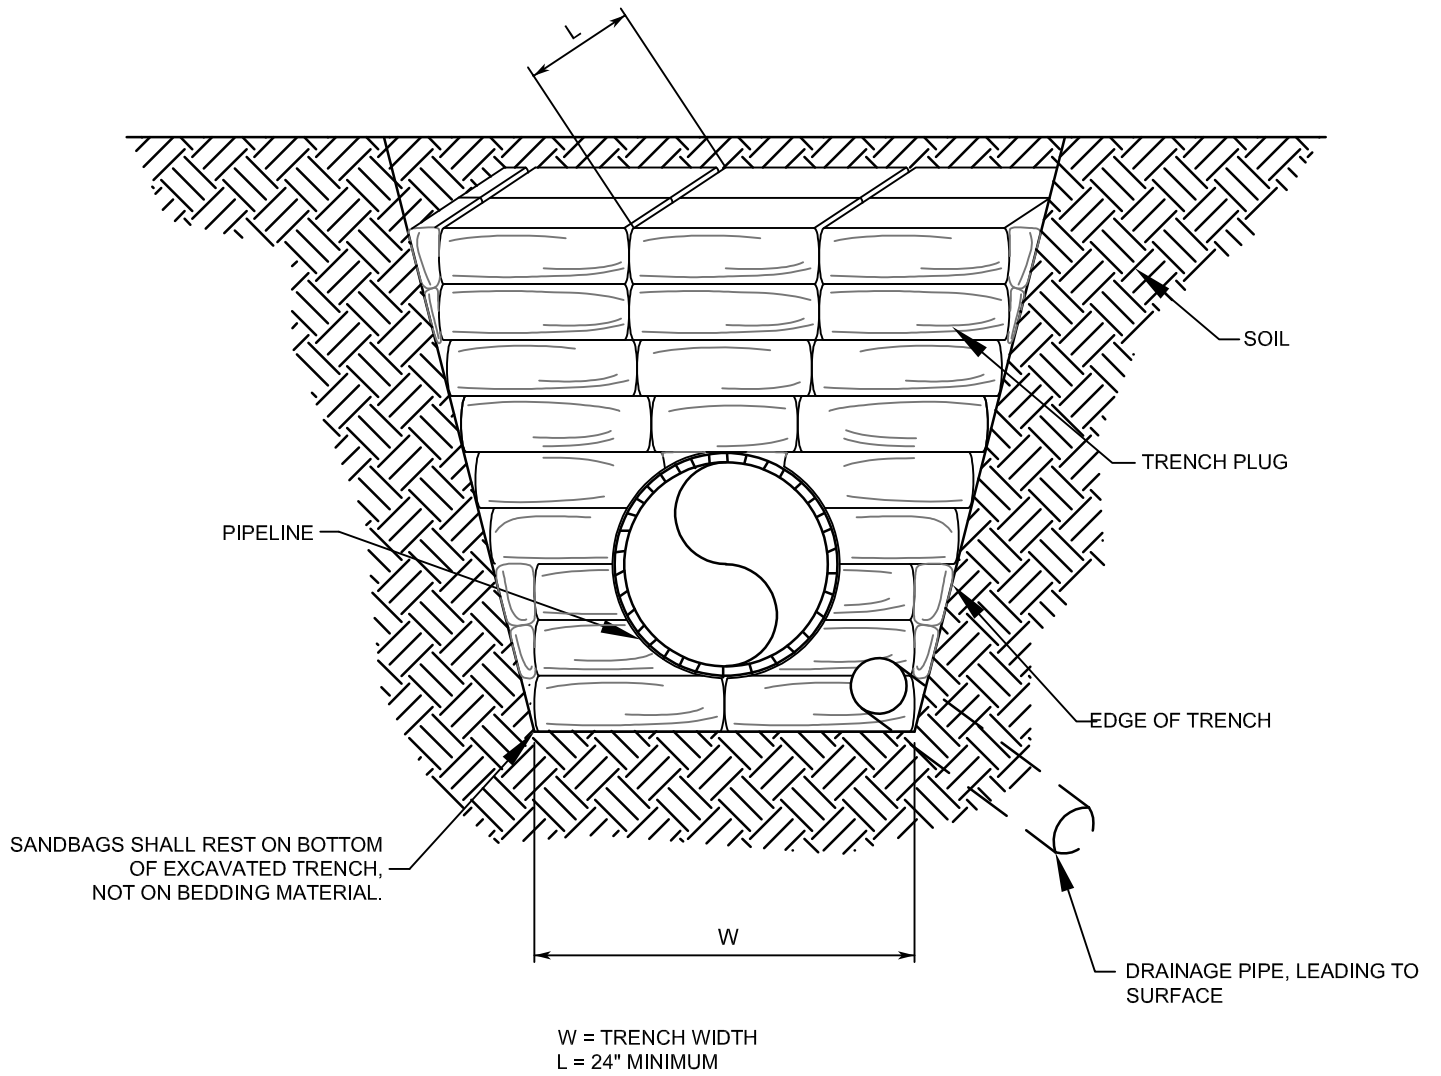 L
SOIL
TRENCH PLUG
PIPELINE
EDGE OF TRENCH
SANDBAGS SHALL REST ON BOTTOM
OF EXCAVATED TRENCH,
NOT ON BEDDING MATERIAL.
W
DRAINAGE PIPE, LEADING TO
SURFACE
W = TRENCH WIDTH
L = 24" MINIMUM